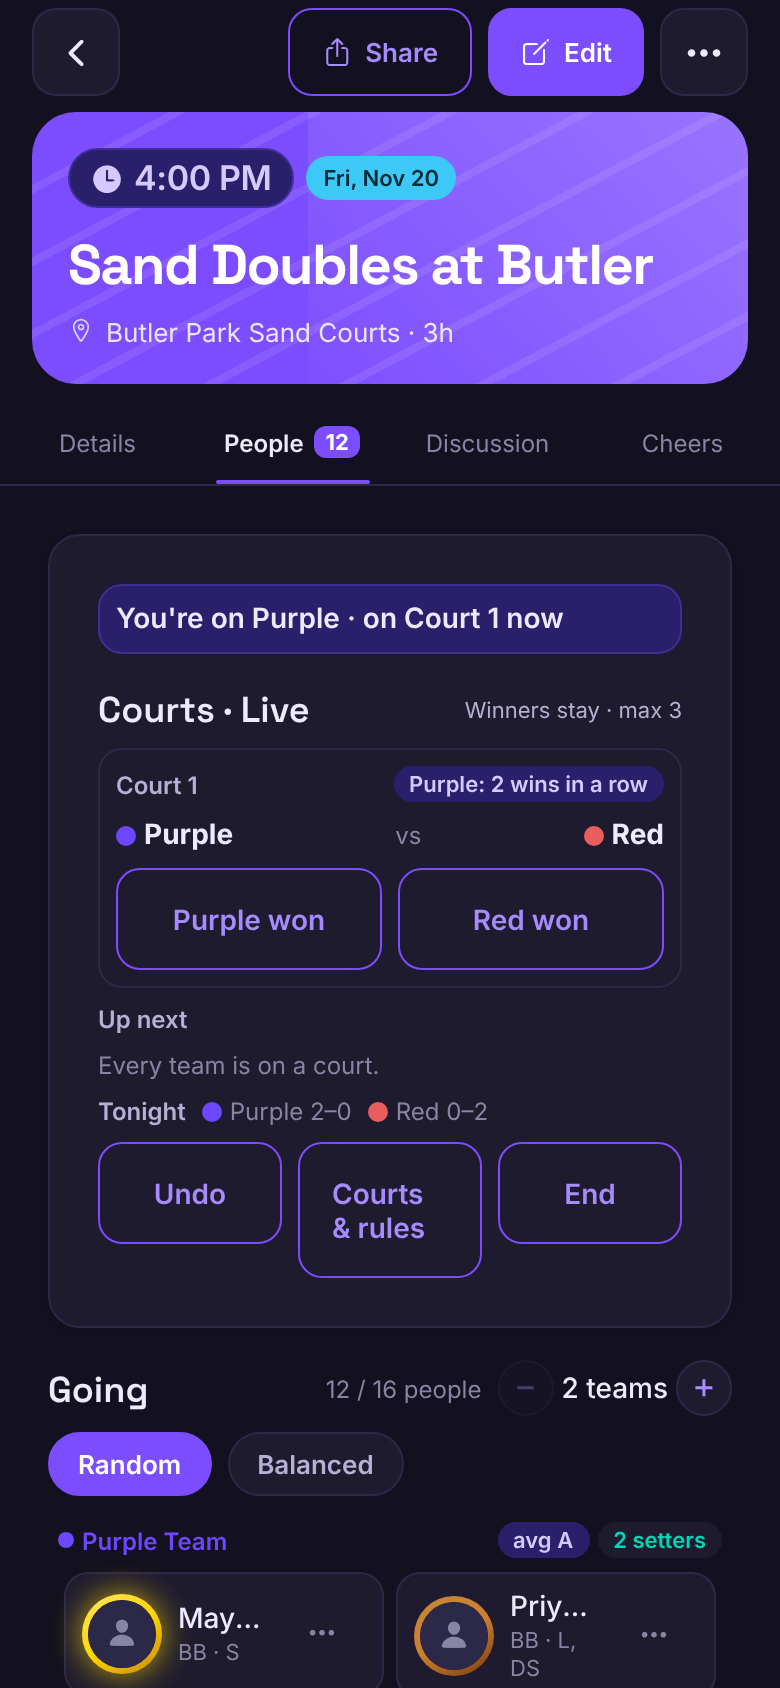 Share
Edit
4:00 PM
Fri, Nov 20
Sand Doubles at Butler
Butler Park Sand Courts · 3h
Details
People 12
Discussion
Cheers
You're on Purple · on Court 1 now
Courts · Live
Winners stay · max 3
Court 1
Purple: 2 wins in a row
Purple
vs
Red
Purple won
Red won
Up next
Every team is on a court.
Tonight Purple 2–0 Red 0–2
Undo
Courts
& rules
End
Going
12 / 16 people
2 teams
Random
Balanced
Purple Team
avg A
2 setters
May...
BB · S
Priy...
BB · L,
DS